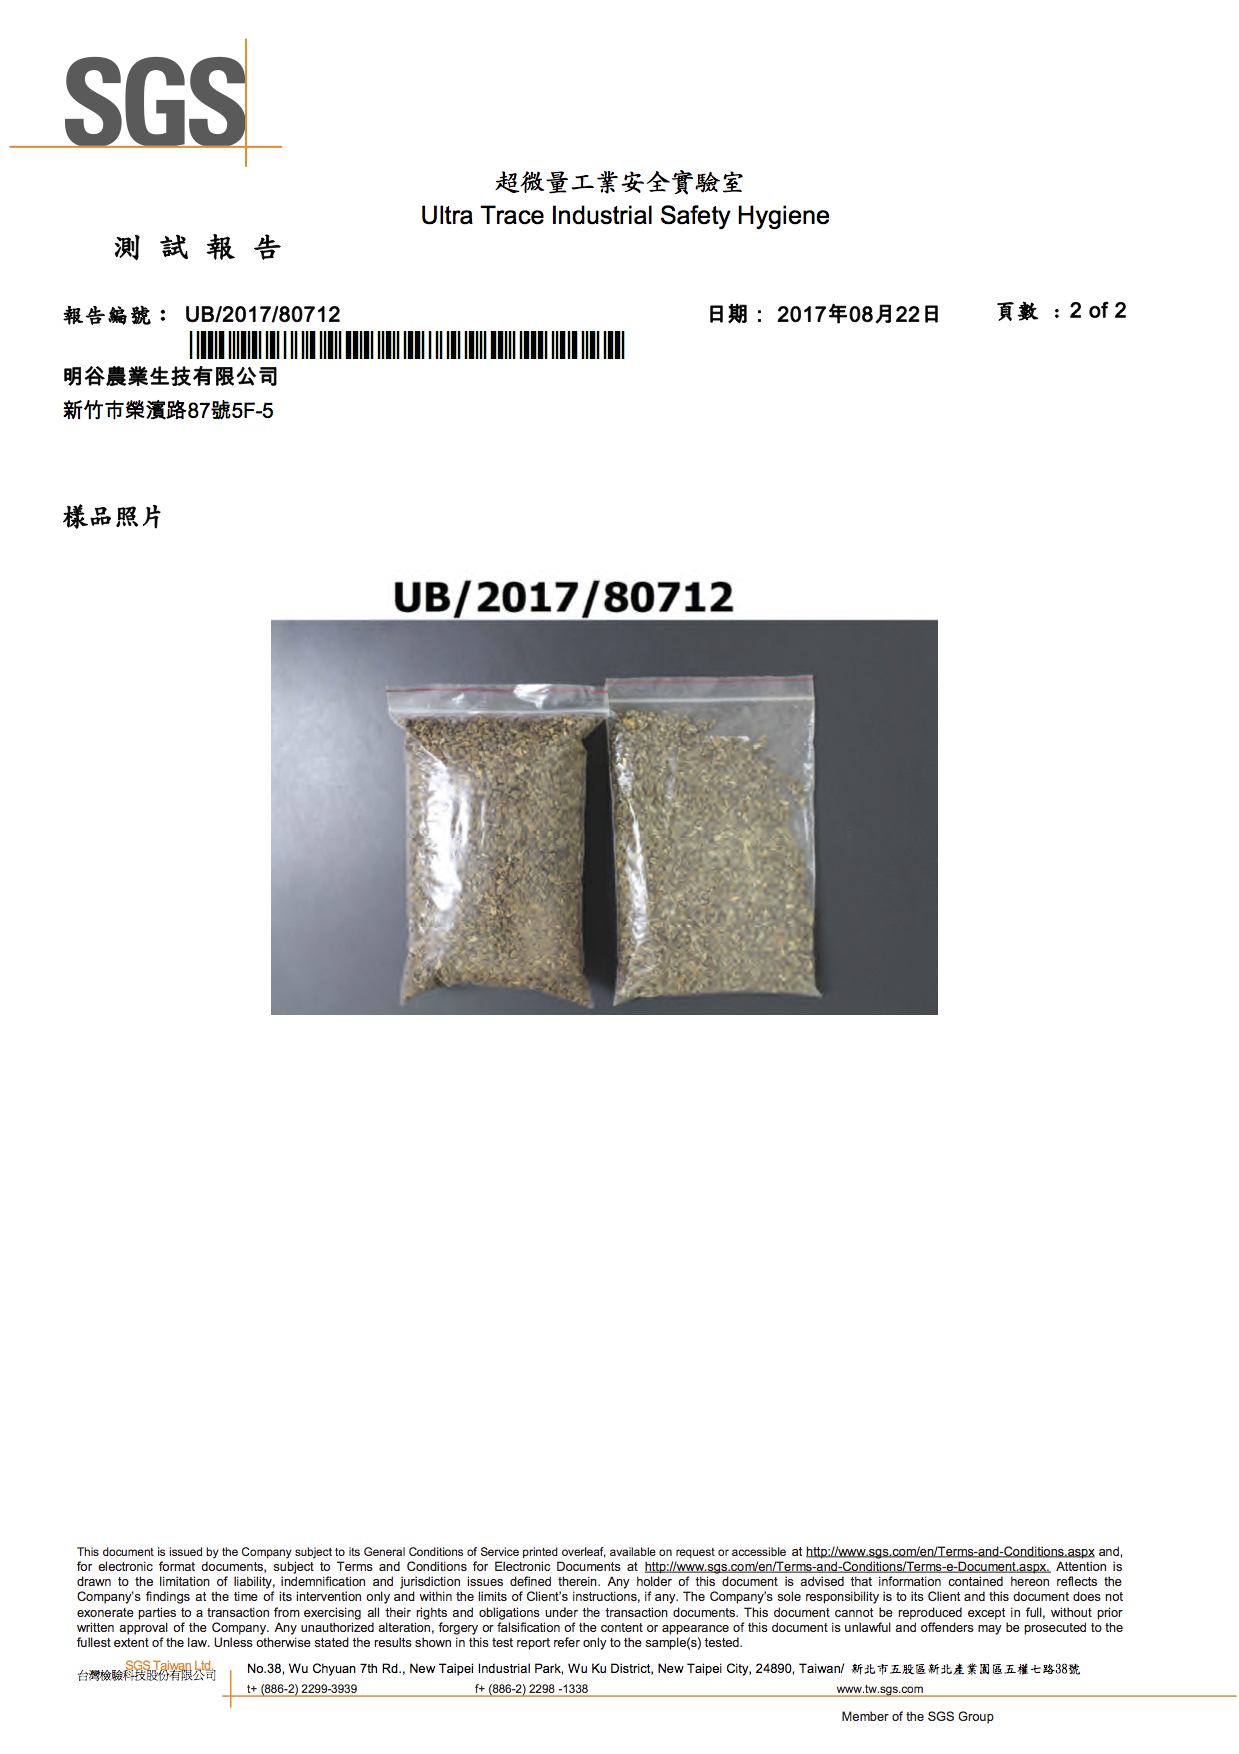 SGS
超微量工業安全實驗室
Ultra Trace Industrial Safety Hygiene
測 試 報 告
報告編號： UB/2017/80712 日期： 2017年08月22日 頁數 ：2 of 2
明谷農業生技有限公司
新竹市榮濱路87號5F-5
樣品照片
UB/2017/80712
This document is issued by the Company subject to its General Conditions of Service printed overleaf, available on request or accessible at http://www.sgs.com/en/Terms-and-Conditions.aspx and,
for electronic format documents, subject to Terms and Conditions for Electronic Documents at http://www.sgs.com/en/Terms-and-Conditions/Terms-e-Document.aspx. Attention is
drawn to the limitation of liability, indemnification and jurisdiction issues defined therein. Any holder of this document is advised that information contained hereon reflects the
Company's findings at the time of its intervention only and within the limits of Client's instructions, if any. The Company's sole responsibility is to its Client and this document does not
exonerate parties to a transaction from exercising all their rights and obligations under the transaction documents. This document cannot be reproduced except in full, without prior
written approval of the Company. Any unauthorized alteration, forgery or falsification of the content or appearance of this document is unlawful and offenders may be prosecuted to the
fullest extent of the law. Unless otherwise stated the results shown in this test report refer only to the sample(s) tested.
SGS Taiwan Ltd.
台灣檢驗科技股份有限公司
No.38, Wu Chyuan 7th Rd., New Taipei Industrial Park, Wu Ku District, New Taipei City, 24890, Taiwan/ 新北市五股區新北產業園區五權七路38號
t+ (886-2) 2299-3939 f+ (886-2) 2298 -1338 www.tw.sgs.com
Member of the SGS Group